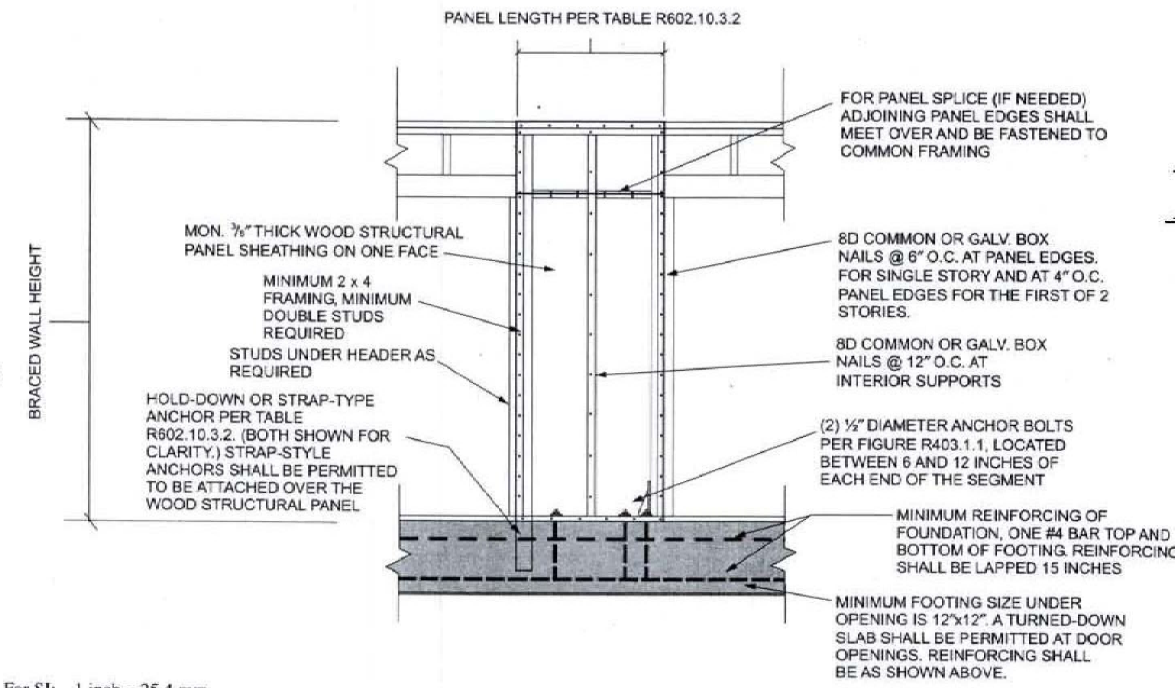 PANEL LENGTH PER TABLE R602.10.3.2
FOR PANEL SPLICE (IF NEEDED)
ADJOINING PANEL EDGES SHALL
MEET OVER AND BE FASTENED TO
COMMON FRAMING
MON. ⅜" THICK WOOD STRUCTURAL
PANEL SHEATHING ON ONE FACE
MINIMUM 2 x 4
FRAMING, MINIMUM
DOUBLE STUDS
REQUIRED
STUDS UNDER HEADER AS
REQUIRED
HOLD-DOWN OR STRAP-TYPE
ANCHOR PER TABLE
R602.10.3.2. (BOTH SHOWN FOR
CLARITY.) STRAP-STYLE
ANCHORS SHALL BE PERMITTED
TO BE ATTACHED OVER THE
WOOD STRUCTURAL PANEL
BRACED WALL HEIGHT
8D COMMON OR GALV. BOX
NAILS @ 6" O.C. AT PANEL EDGES.
FOR SINGLE STORY AND AT 4" O.C.
PANEL EDGES FOR THE FIRST OF 2
STORIES.
8D COMMON OR GALV. BOX
NAILS @ 12" O.C. AT
INTERIOR SUPPORTS
(2) ½" DIAMETER ANCHOR BOLTS
PER FIGURE R403.1.1, LOCATED
BETWEEN 6 AND 12 INCHES OF
EACH END OF THE SEGMENT
MINIMUM REINFORCING OF
FOUNDATION, ONE #4 BAR TOP AND
BOTTOM OF FOOTING. REINFORCING
SHALL BE LAPPED 15 INCHES
MINIMUM FOOTING SIZE UNDER
OPENING IS 12"x12". A TURNED-DOWN
SLAB SHALL BE PERMITTED AT DOOR
OPENINGS. REINFORCING SHALL
BE AS SHOWN ABOVE.
For SI: 1 inch = 25.4 mm